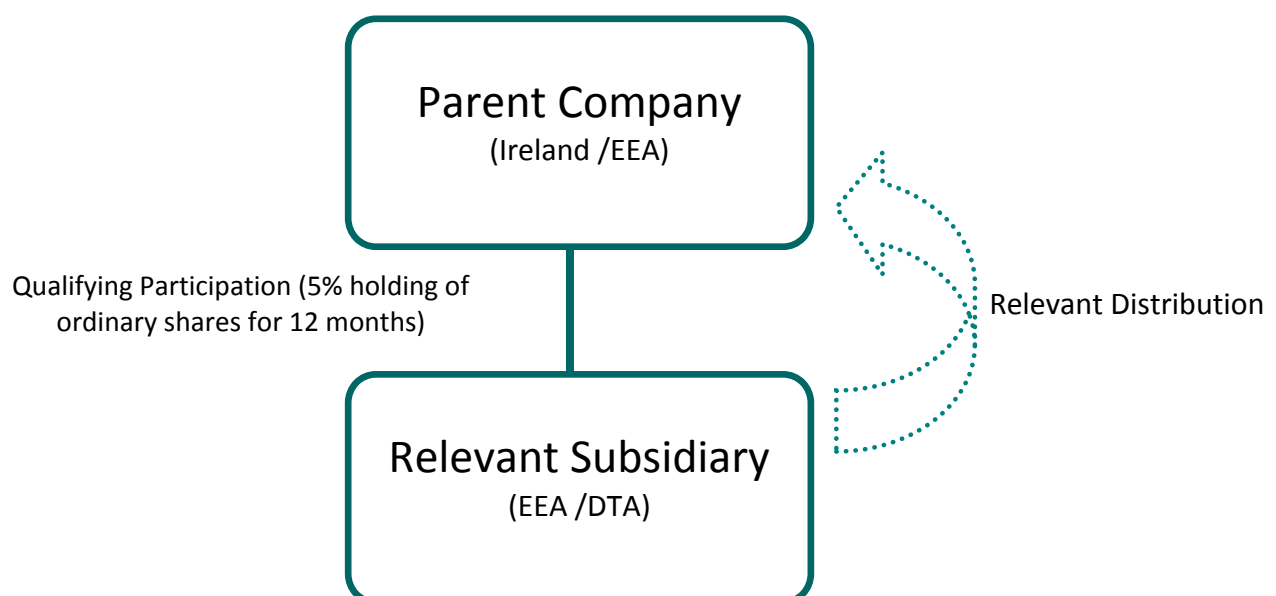 Parent Company
(Ireland /EEA)
Qualifying Participation (5% holding of
ordinary shares for 12 months)
Relevant Distribution
Relevant Subsidiary
(EEA /DTA)